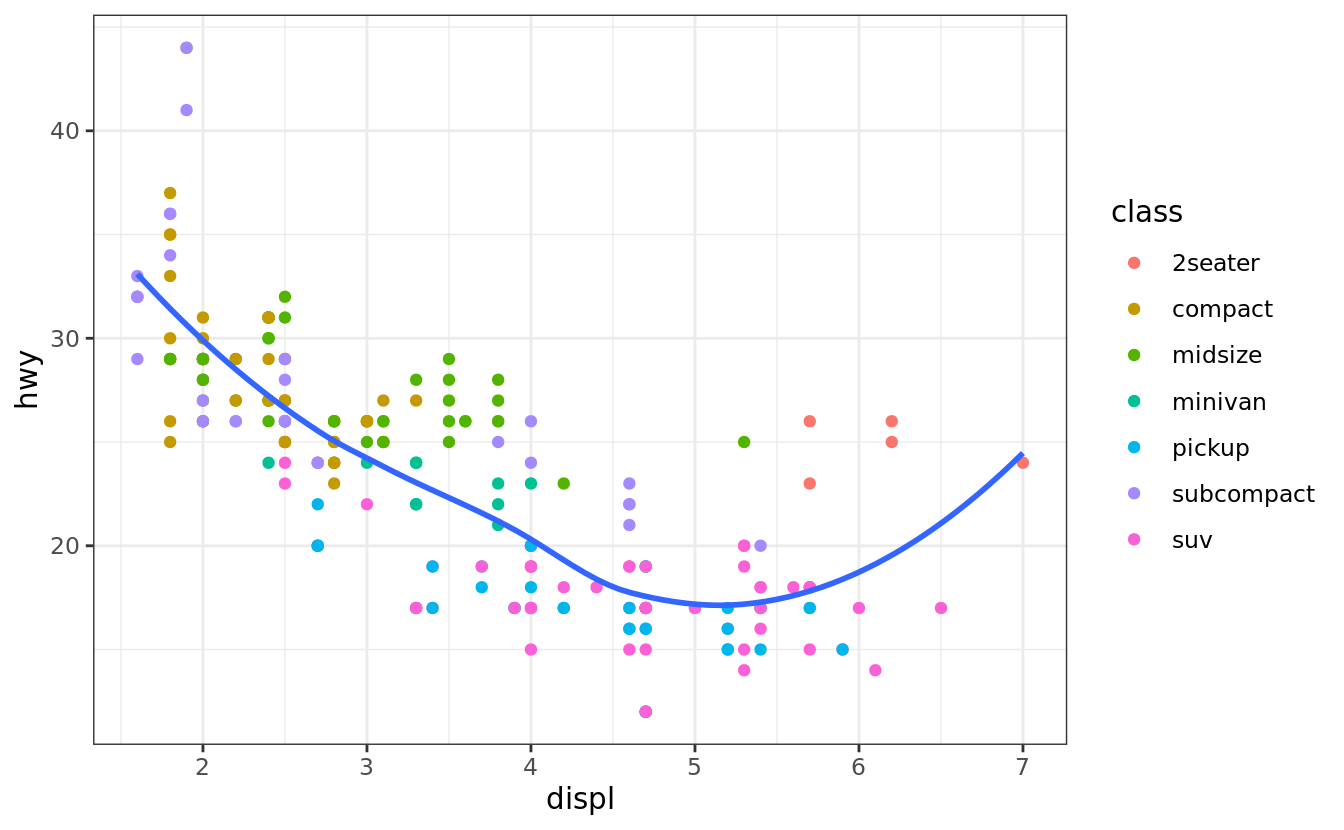 40
30
20
hwy
2 3 4 5 6 7
displ
class
2seater
compact
midsize
minivan
pickup
subcompact
suv